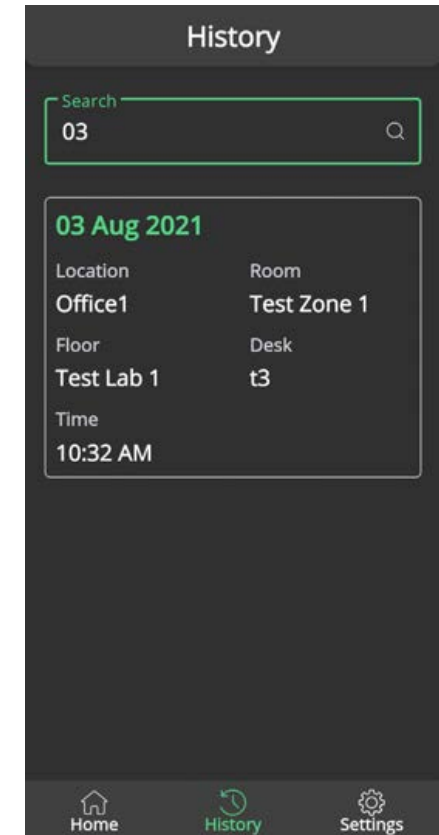 History
Search
03
03 Aug 2021
Location Room
Office1 Test Zone 1
Floor Desk
Test Lab 1 t3
Time
10:32 AM
Home History Settings